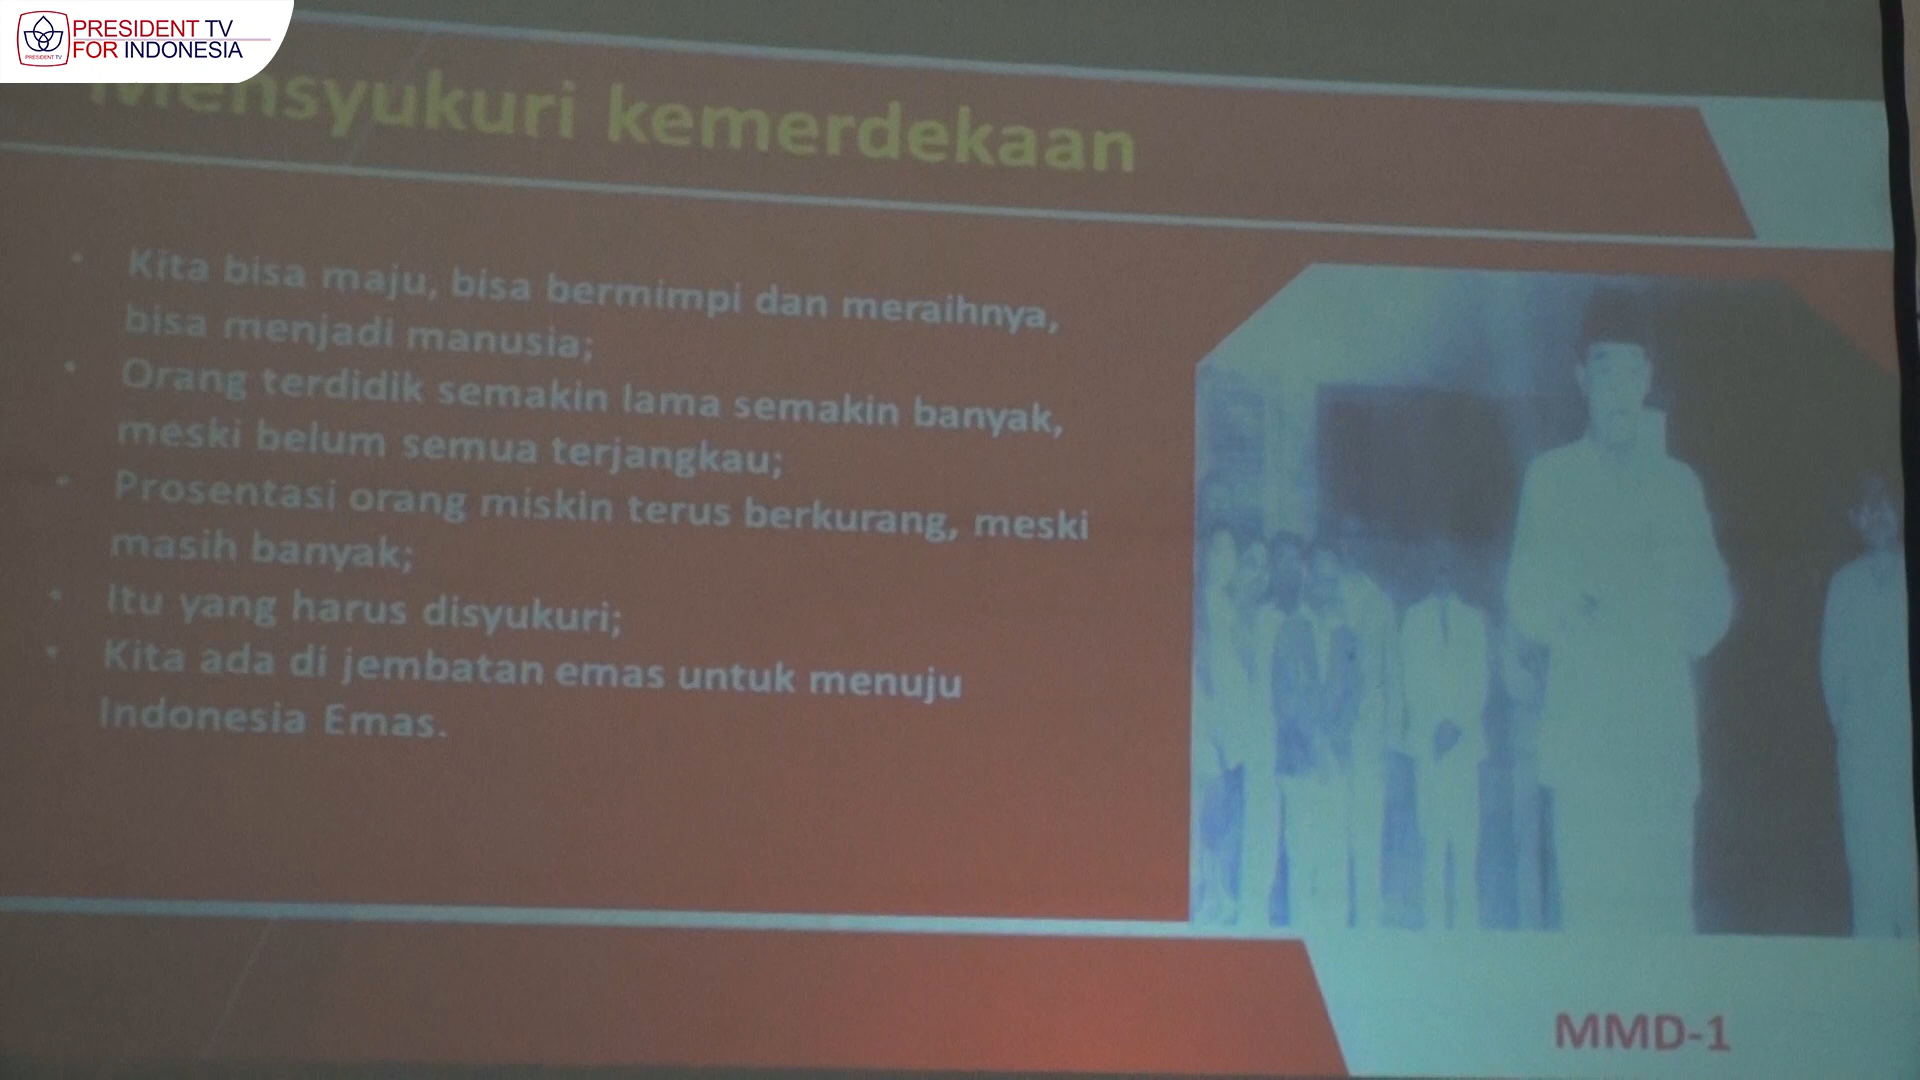 PRESIDENT TV
FOR INDONESIA
PRESIDENT TV
Mensyukuri kemerdekaan
• Kita bisa maju, bisa bermimpi dan meraihnya,
bisa menjadi manusia;
• Orang terdidik semakin lama semakin banyak,
meski belum semua terjangkau;
• Prosentasi orang miskin terus berkurang, meski
masih banyak;
• Itu yang harus disyukuri;
• Kita ada di jembatan emas untuk menuju
Indonesia Emas.
MMD-1